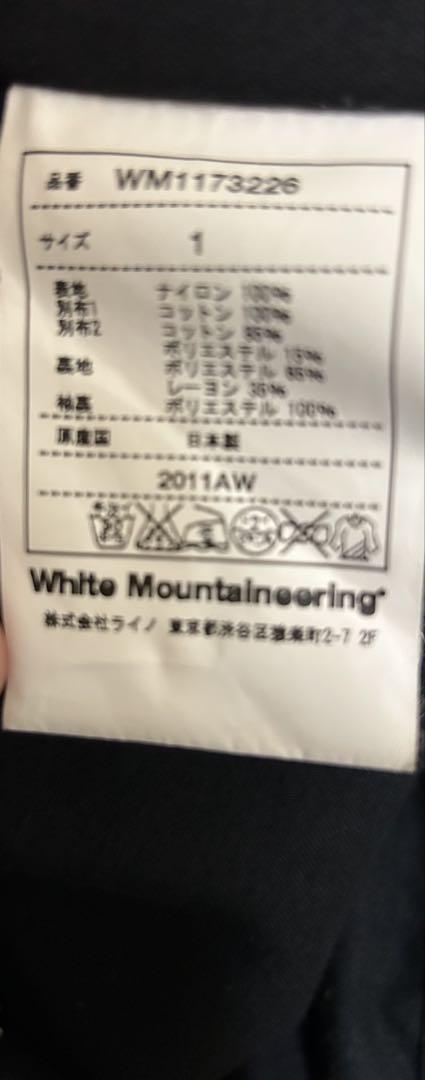 品番 WM1173226
サイズ 1
表地 ナイロン 100%
別布1 コットン 100%
別布2 コットン 85%
ポリエステル 15%
裏地 ポリエステル 65%
レーヨン 35%
袖裏 ポリエステル 100%
原産国 日本製
2011AW
White Mountaineering
株式会社ライノ 東京都渋谷区猿楽町2-7 2F